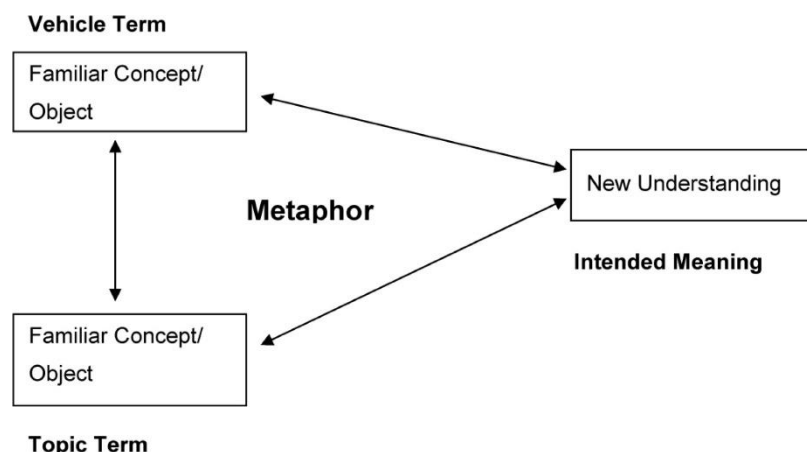 Vehicle Term
Familiar Concept/
Object
New Understanding
Metaphor
Intended Meaning
Familiar Concept/
Object
Topic Term